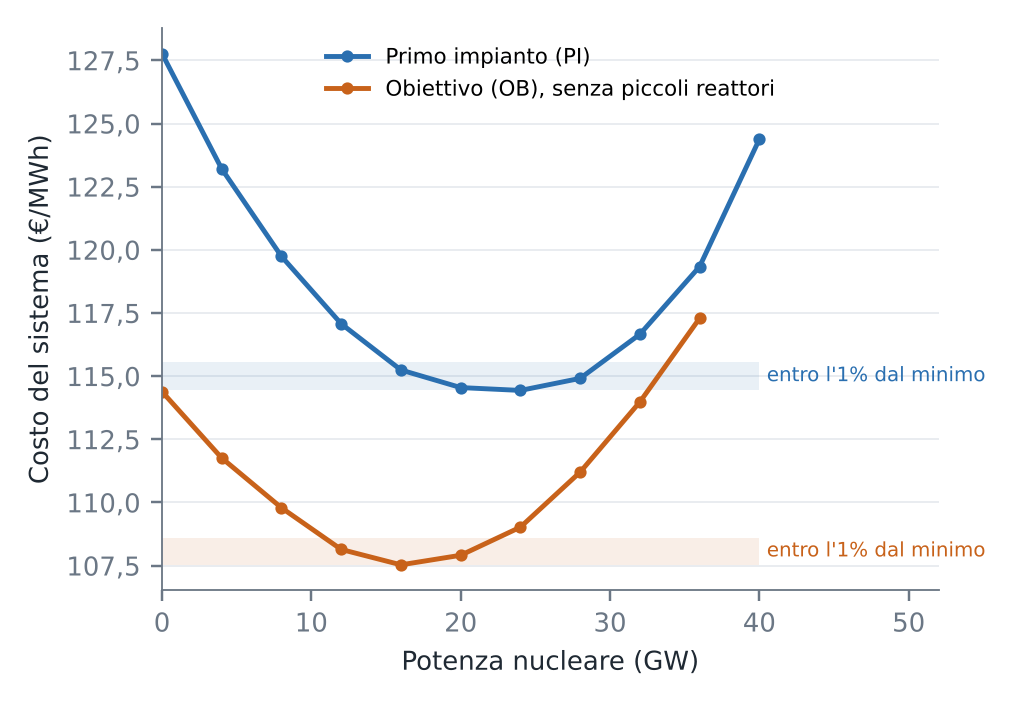 Primo impianto (PI)
Obiettivo (OB), senza piccoli reattori
Costo del sistema (€/MWh)
127,5
125,0
122,5
120,0
117,5
115,0
112,5
110,0
107,5
entro l'1% dal minimo
entro l'1% dal minimo
0 10 20 30 40 50
Potenza nucleare (GW)